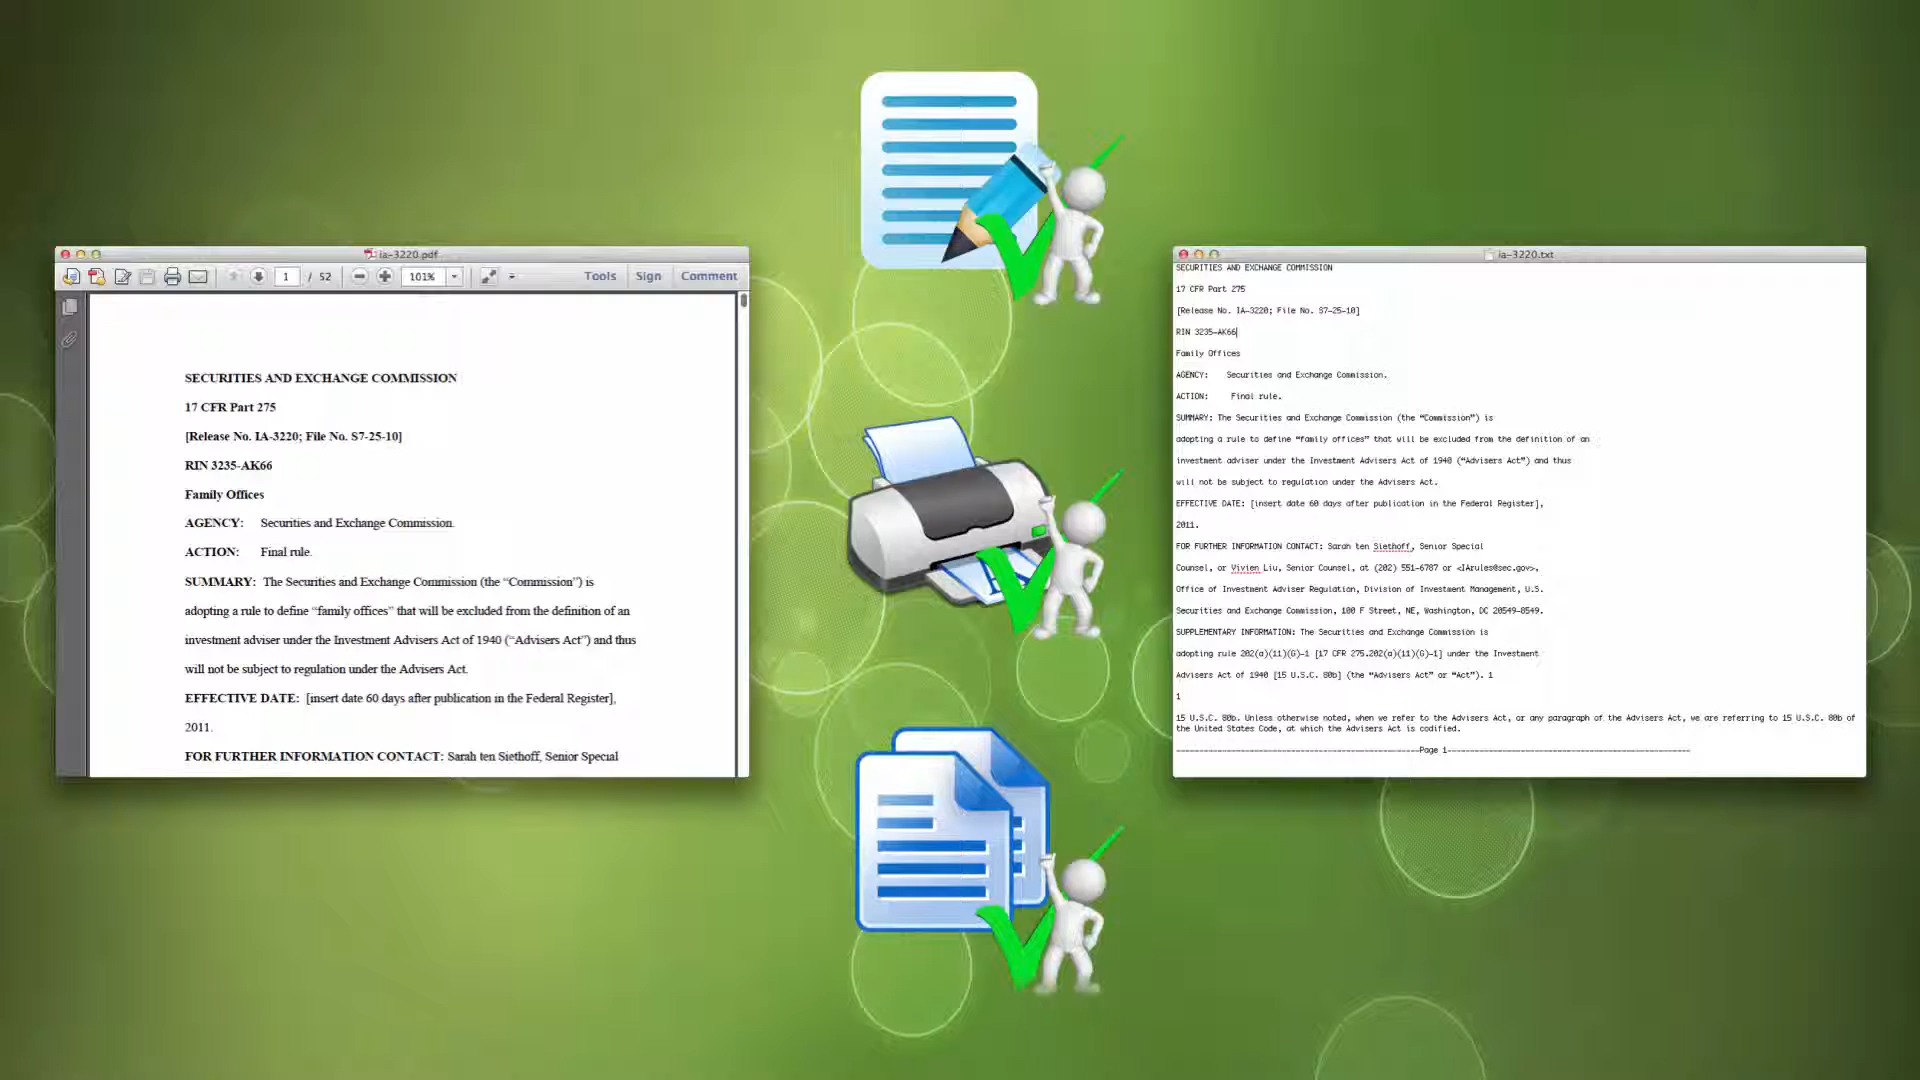 ia-3220.pdf
1 / 52 101% Tools Sign Comment
SECURITIES AND EXCHANGE COMMISSION
17 CFR Part 275
[Release No. IA-3220; File No. S7-25-10]
RIN 3235-AK66
Family Offices
AGENCY: Securities and Exchange Commission.
ACTION: Final rule.
SUMMARY: The Securities and Exchange Commission (the “Commission”) is
adopting a rule to define “family offices” that will be excluded from the definition of an
investment adviser under the Investment Advisers Act of 1940 (“Advisers Act”) and thus
will not be subject to regulation under the Advisers Act.
EFFECTIVE DATE: [insert date 60 days after publication in the Federal Register],
2011.
FOR FURTHER INFORMATION CONTACT: Sarah ten Siethoff, Senior Special
ia-3220.txt
SECURITIES AND EXCHANGE COMMISSION
17 CFR Part 275
[Release No. IA-3220; File No. S7-25-10]
RIN 3235-AK66
Family Offices
AGENCY: Securities and Exchange Commission.
ACTION: Final rule.
SUMMARY: The Securities and Exchange Commission (the “Commission”) is
adopting a rule to define “family offices” that will be excluded from the definition of an
investment adviser under the Investment Advisers Act of 1940 (“Advisers Act”) and thus
will not be subject to regulation under the Advisers Act.
EFFECTIVE DATE: [insert date 60 days after publication in the Federal Register],
2011.
FOR FURTHER INFORMATION CONTACT: Sarah ten Siethoff, Senior Special
Counsel, or Vivien Liu, Senior Counsel, at (202) 551-6787 or <IArules@sec.gov>,
Office of Investment Adviser Regulation, Division of Investment Management, U.S.
Securities and Exchange Commission, 100 F Street, NE, Washington, DC 20549-8549.
SUPPLEMENTARY INFORMATION: The Securities and Exchange Commission is
adopting rule 202(a)(11)(G)-1 [17 CFR 275.202(a)(11)(G)-1] under the Investment
Advisers Act of 1940 [15 U.S.C. 80b] (the “Advisers Act” or “Act”). 1
1
15 U.S.C. 80b. Unless otherwise noted, when we refer to the Advisers Act, or any paragraph of the Advisers Act, we are referring to 15 U.S.C. 80b of
the United States Code, at which the Advisers Act is codified.
Page 1